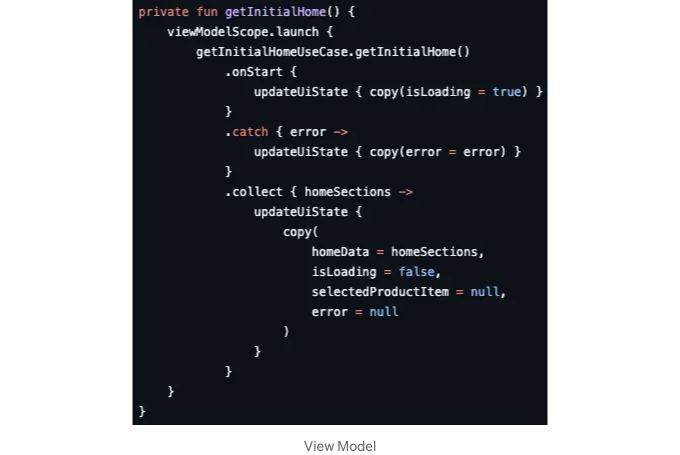 private fun getInitialHome() {
    viewModelScope.launch {
        getInitialHomeUseCase.getInitialHome()
            .onStart {
                updateUiState { copy(isLoading = true) }
            }
            .catch { error ->
                updateUiState { copy(error = error) }
            }
            .collect { homeSections ->
                updateUiState {
                    copy(
                        homeData = homeSections,
                        isLoading = false,
                        selectedProductItem = null,
                        error = null
                    )
                }
            }
    }
}
View Model